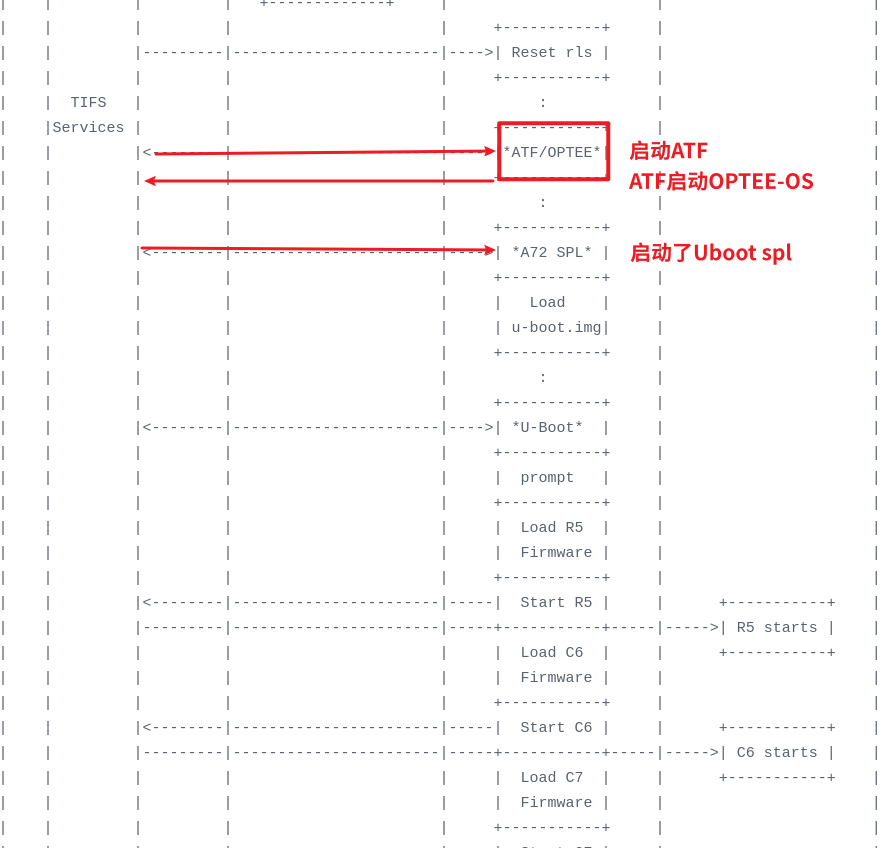 Reset rls
TIFS
:
Services
*ATF/OPTEE*
启动ATF
ATF启动OPTEE-OS
:
*A72 SPL*
启动了Uboot spl
Load
u-boot.img
:
*U-Boot*
prompt
Load R5
Firmware
Start R5
R5 starts
Load C6
Firmware
Start C6
C6 starts
Load C7
Firmware